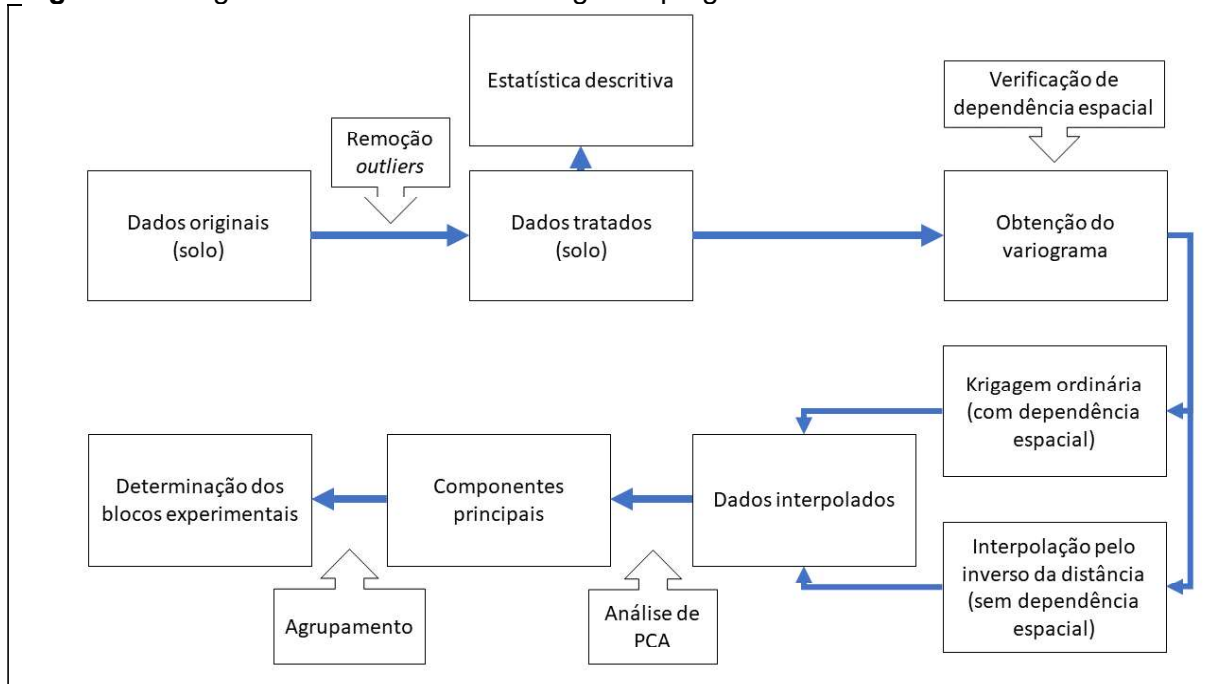 Estatística descritiva
Verificação de
dependência espacial
Remoção
outliers
Dados originais
(solo)
Dados tratados
(solo)
Obtenção do
variograma
Krigagem ordinária
(com dependência
espacial)
Determinação dos
blocos experimentais
Componentes
principais
Dados interpolados
Interpolação pelo
inverso da distância
(sem dependência
espacial)
Agrupamento
Análise de
PCA